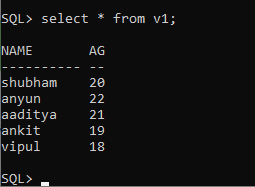 SQL> select * from v1;
NAME       AG
---------- --
shubham    20
anyun      22
aaditya    21
ankit      19
vipul      18
SQL>